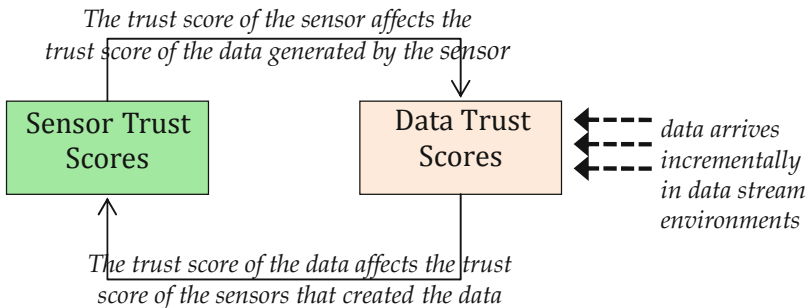 The trust score of the sensor affects the
trust score of the data generated by the sensor
Sensor Trust
Scores
Data Trust
Scores
data arrives
incrementally
in data stream
environments
The trust score of the data affects the trust
score of the sensors that created the data